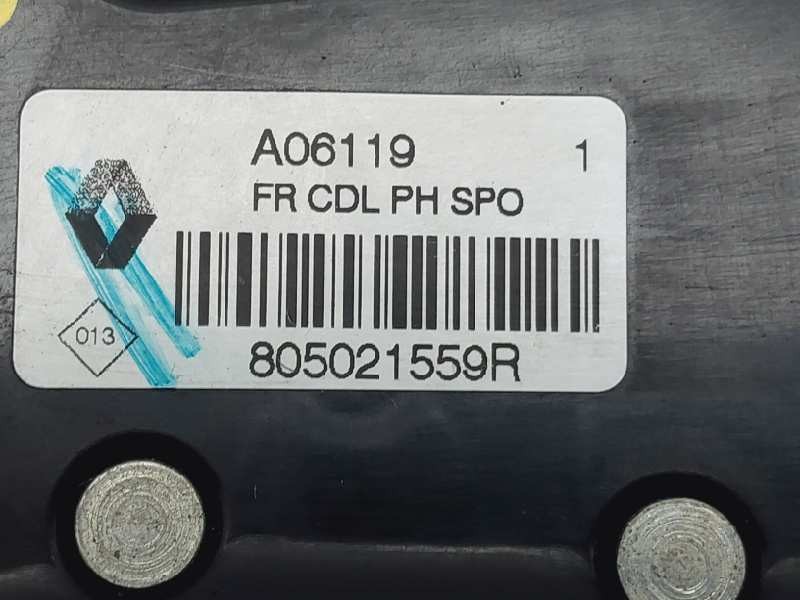 A06119 1
FR CDL PH SPO
013
805021559R